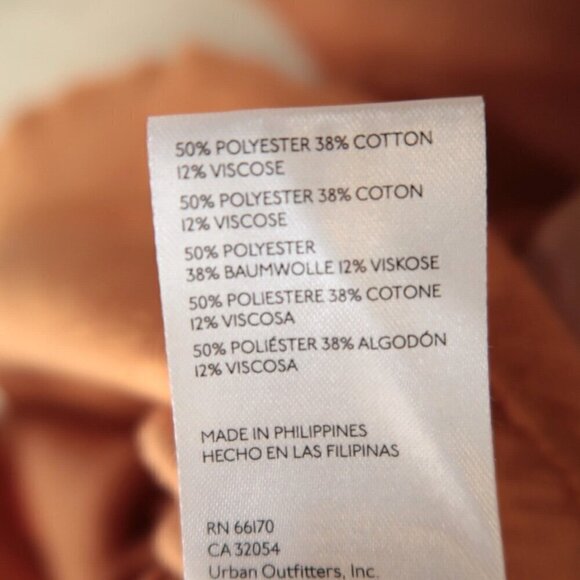 50% POLYESTER 38% COTTON
12% VISCOSE
50% POLYESTER 38% COTON
12% VISCOSE
50% POLYESTER
38% BAUMWOLLE 12% VISKOSE
50% POLIESTERE 38% COTONE
12% VISCOSA
50% POLIÉSTER 38% ALGODÓN
12% VISCOSA
MADE IN PHILIPPINES
HECHO EN LAS FILIPINAS
RN 66170
CA 32054
Urban Outfitters, Inc.